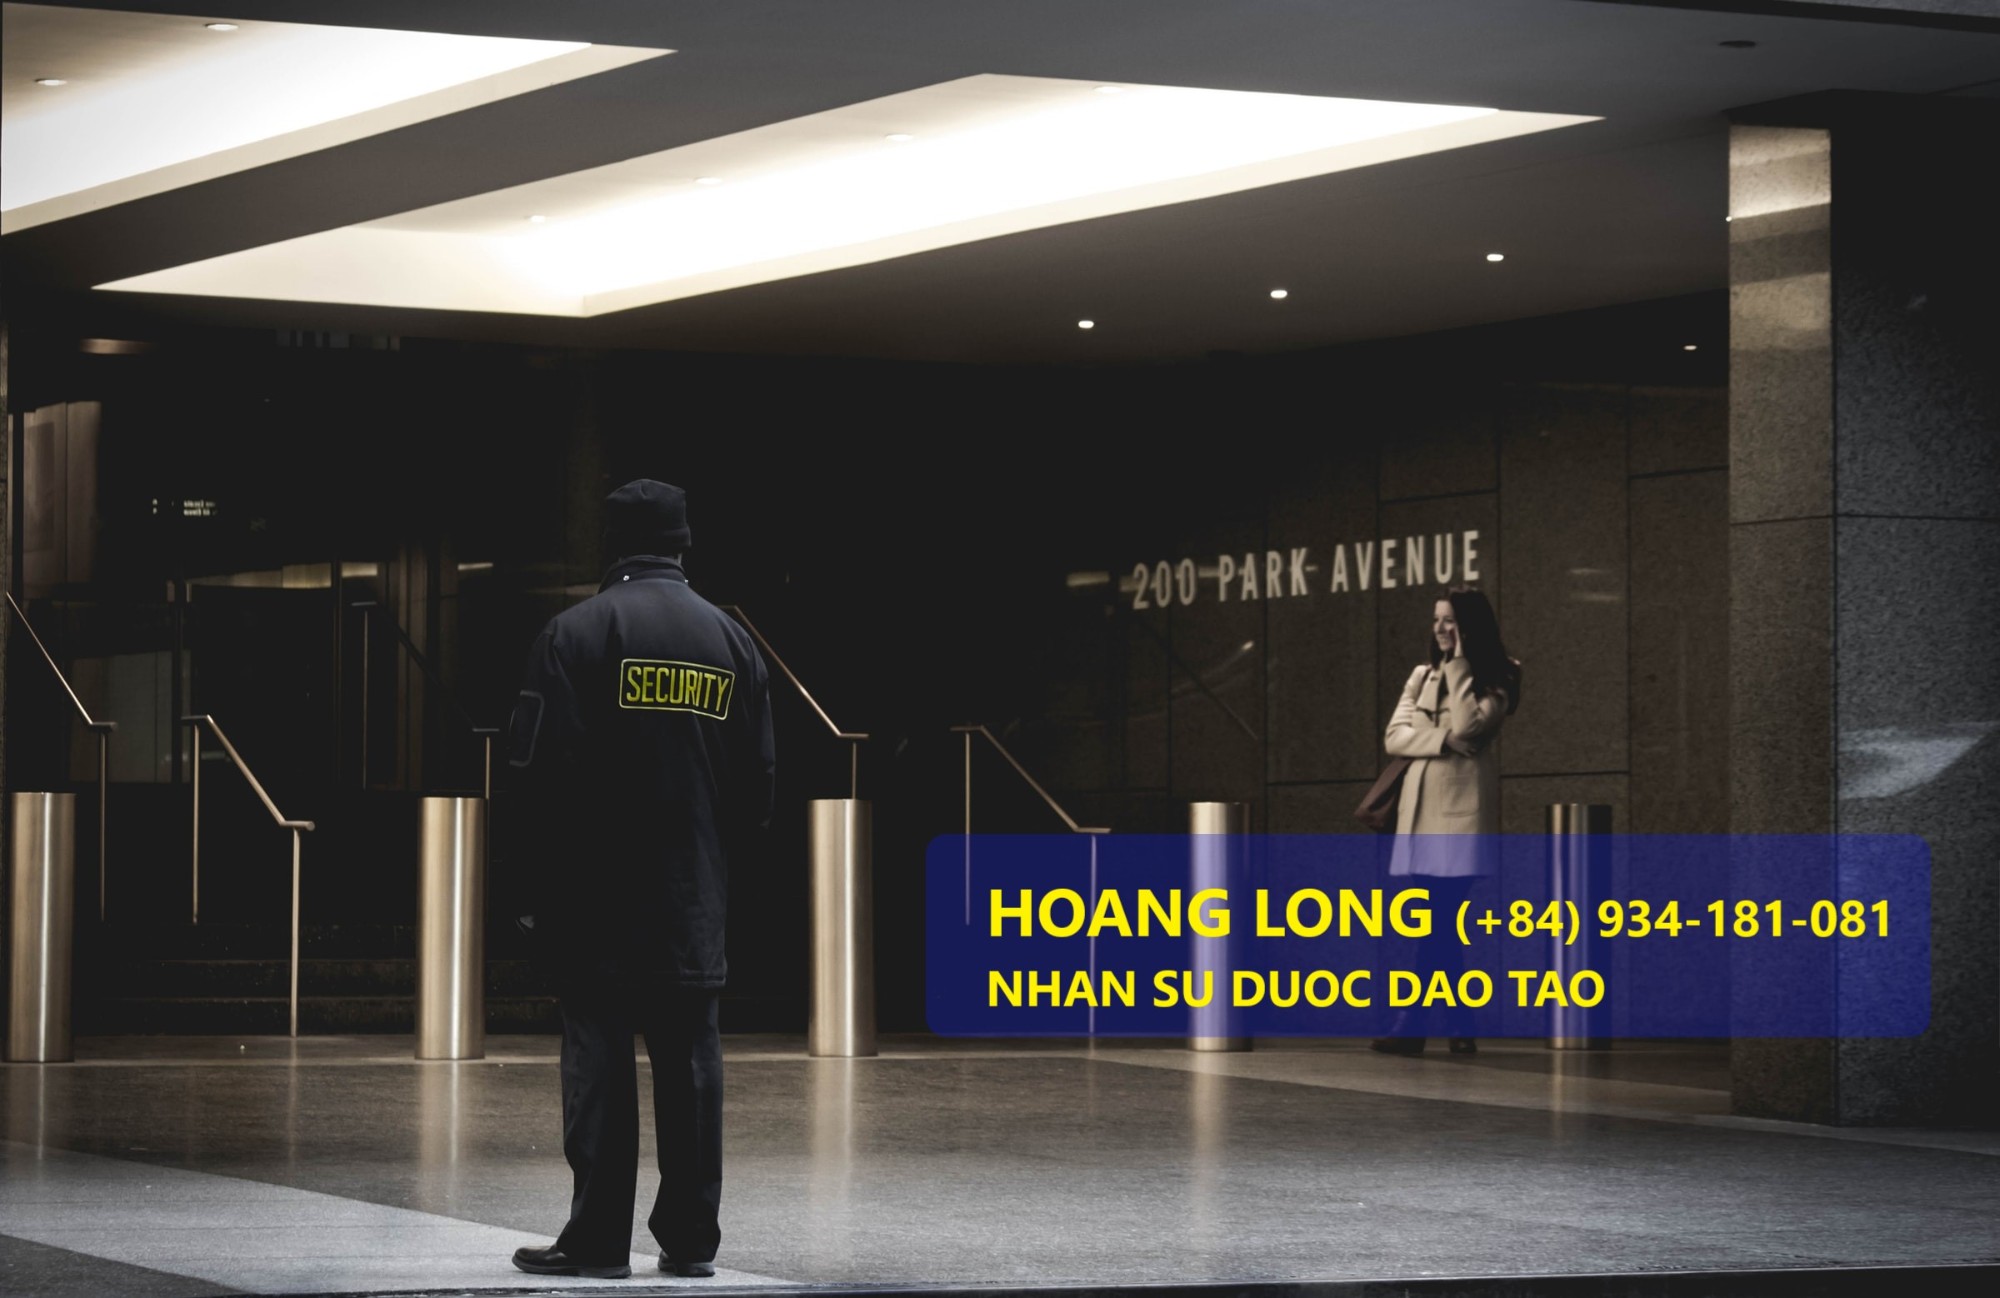 200 PARK AVENUE
SECURITY
HOANG LONG (+84) 934-181-081
NHAN SU DUOC DAO TAO